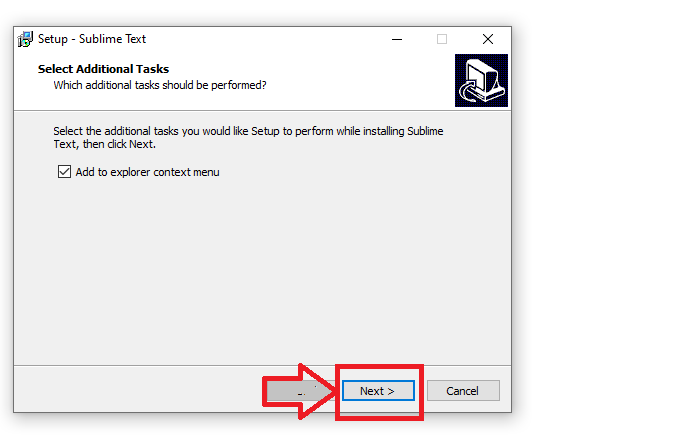 Setup - Sublime Text
Select Additional Tasks
Which additional tasks should be performed?
Select the additional tasks you would like Setup to perform while installing Sublime
Text, then click Next.
Add to explorer context menu
Next >
Cancel